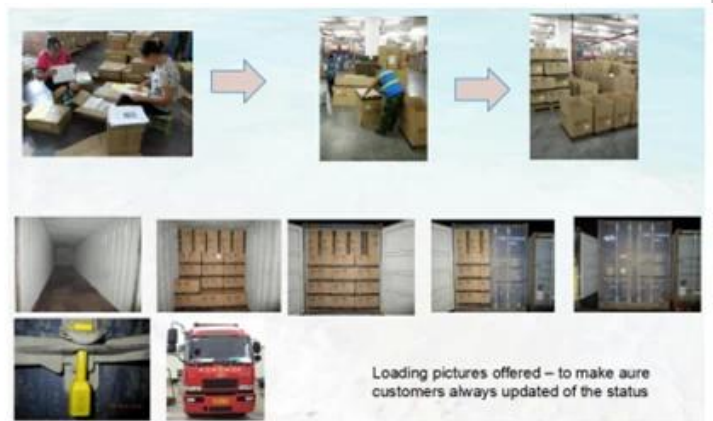 Loading pictures offered – to make aure
customers always updated of the status